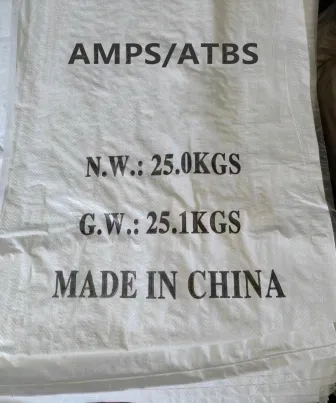 AMPS/ATBS
N.W.: 25.0KGS
G.W.: 25.1KGS
MADE IN CHINA